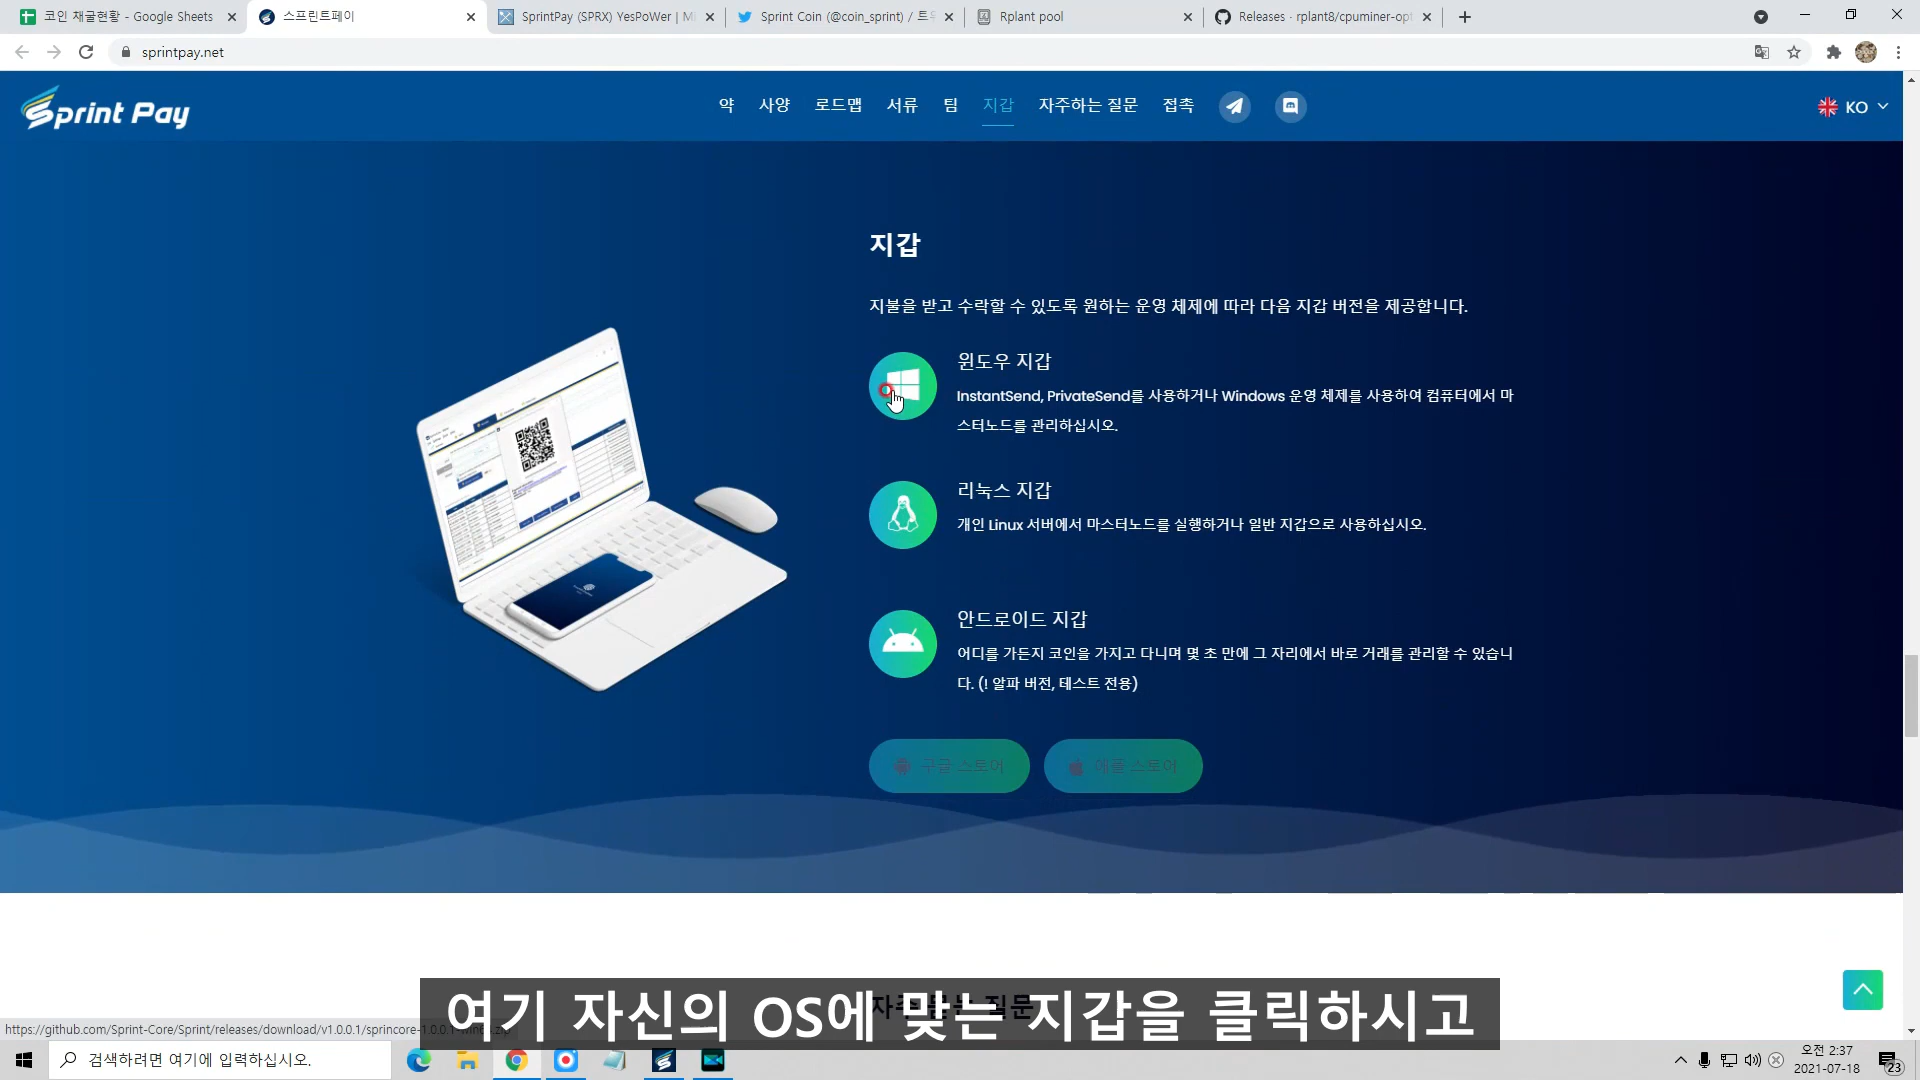 코인 채굴현황 - Google Sheets
스프린트페이
SprintPay (SPRX) YesPoWer | Mi
Sprint Coin (@coin_sprint) / 트위
Rplant pool
Releases · rplant8/cpuminer-opt
sprintpay.net
Sprint Pay
약 사양 로드맵 서류 팀 지갑 자주하는 질문 접촉
KO
지갑
지불을 받고 수락할 수 있도록 원하는 운영 체제에 따라 다음 지갑 버전을 제공합니다.
윈도우 지갑
InstantSend, PrivateSend를 사용하거나 Windows 운영 체제를 사용하여 컴퓨터에서 마
스터노드를 관리하십시오.
리눅스 지갑
개인 Linux 서버에서 마스터노드를 실행하거나 일반 지갑으로 사용하십시오.
안드로이드 지갑
어디를 가든지 코인을 가지고 다니며 몇 초 만에 그 자리에서 바로 거래를 관리할 수 있습니
다. (! 알파 버전, 테스트 전용)
구글 스토어
애플 스토어
여기 자신의 OS에 맞는 지갑을 클릭하시고
https://github.com/Sprint-Core/Sprint/releases/download/v1.0.0.1/sprincore-1.0.0.1-win64.zip
검색하려면 여기에 입력하십시오.
오전 2:37
2021-07-18
23